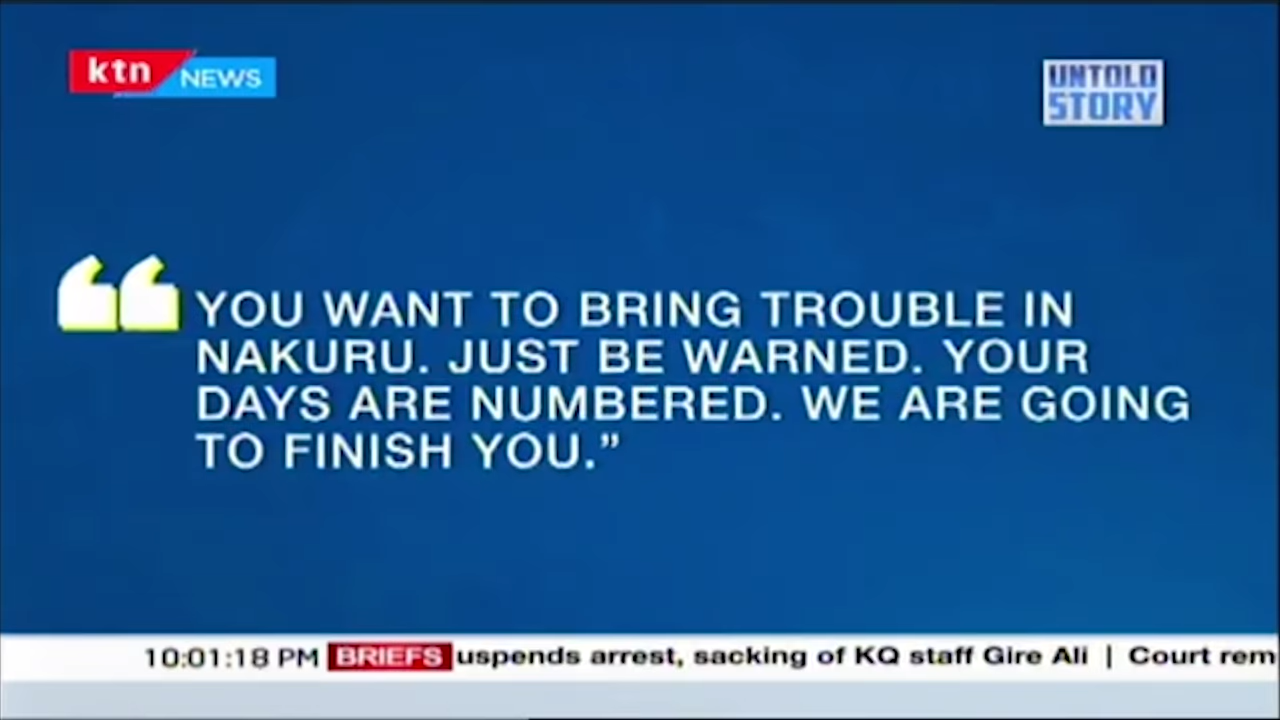 ktn NEWS
UNTOLD
STORY
“YOU WANT TO BRING TROUBLE IN
NAKURU. JUST BE WARNED. YOUR
DAYS ARE NUMBERED. WE ARE GOING
TO FINISH YOU.”
10:01:18 PM BRIEFS uspends arrest, sacking of KQ staff Gire Ali | Court rem